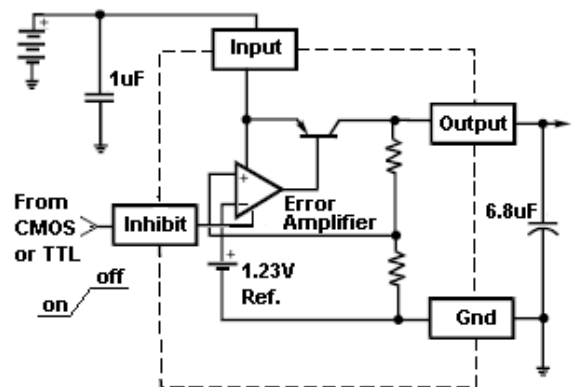 +
Input
1uF
Output
+
−
Error
Amplifier
From
CMOS
or TTL
Inhibit
6.8uF
off
on
1.23V
Ref.
Gnd